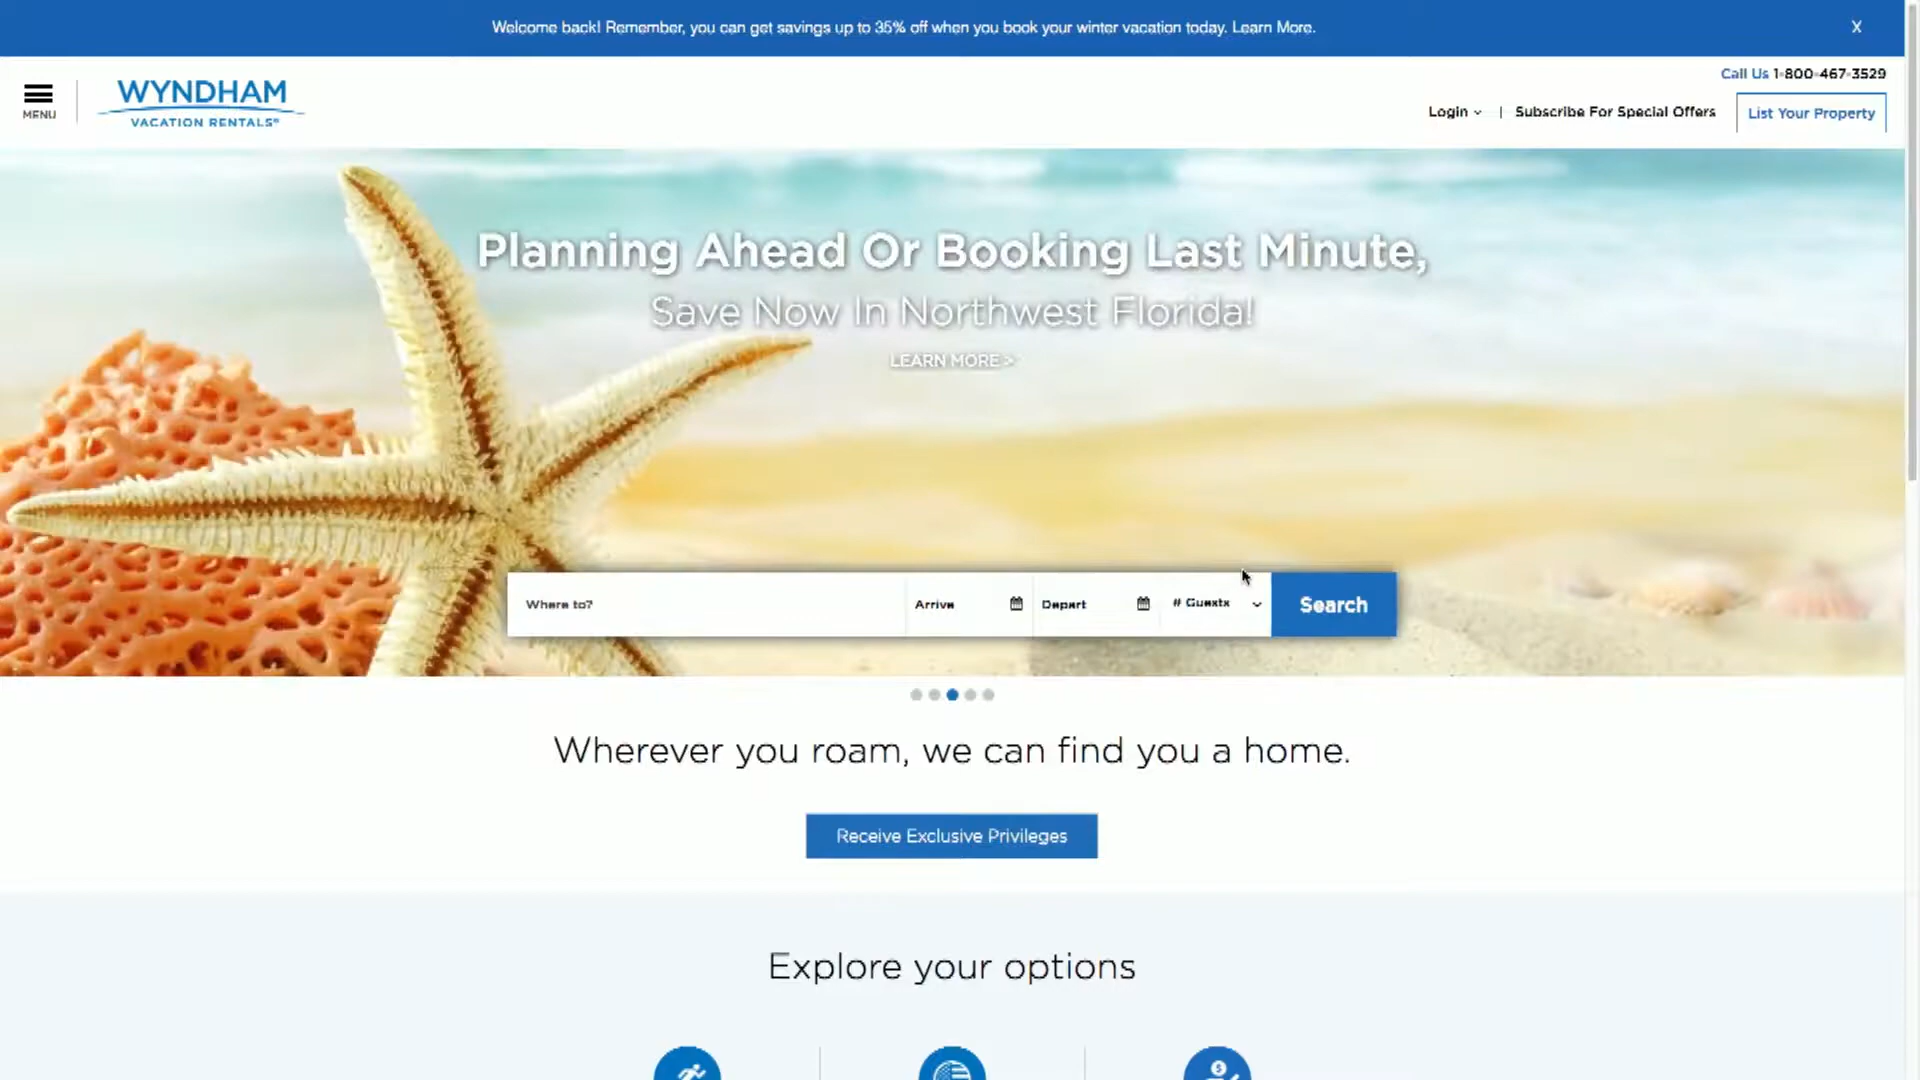 Welcome back! Remember, you can get savings up to 35% off when you book your winter vacation today. Learn More.
X
Call Us 1-800-467-3529
MENU
WYNDHAM
VACATION RENTALS®
Login
|
Subscribe For Special Offers
List Your Property
Planning Ahead Or Booking Last Minute,
Save Now In Northwest Florida!
LEARN MORE >
Where to?
Arrive
Depart
# Guests
Search
Wherever you roam, we can find you a home.
Receive Exclusive Privileges
Explore your options
$